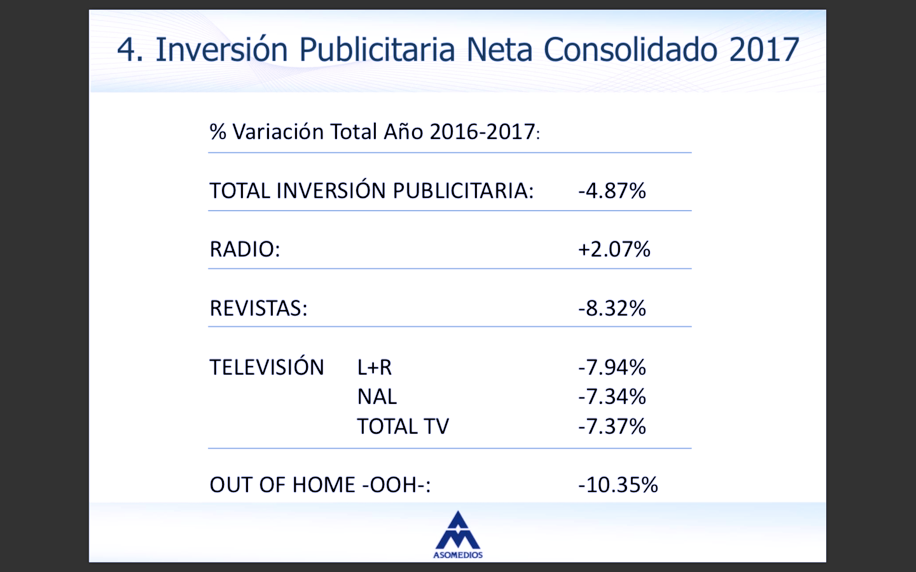 4. Inversión Publicitaria Neta Consolidado 2017
% Variación Total Año 2016-2017:
TOTAL INVERSIÓN PUBLICITARIA: -4.87%
RADIO: +2.07%
REVISTAS: -8.32%
TELEVISIÓN L+R -7.94%
NAL -7.34%
TOTAL TV -7.37%
OUT OF HOME -OOH-: -10.35%
ASOMEDIOS